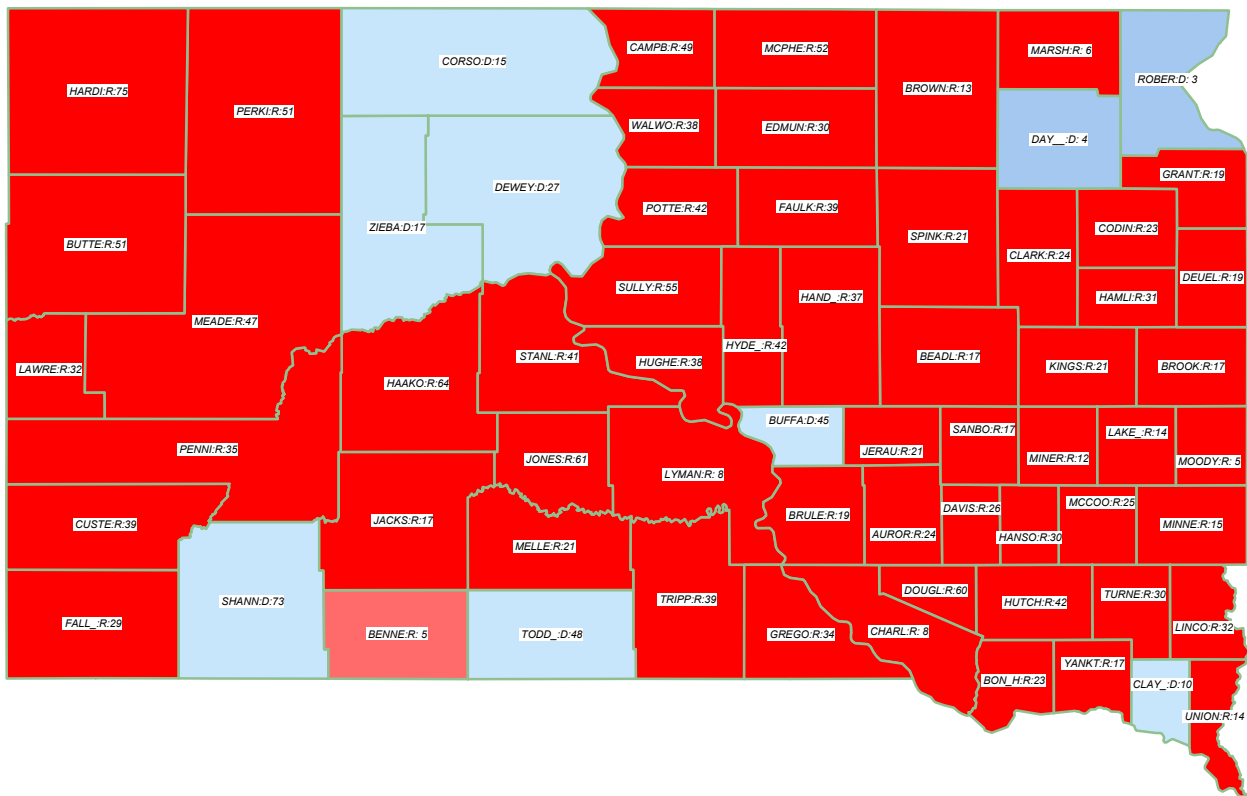 CAMPB:R:49
MCPHE:R:52
MARSH:R: 6
CORSO:D:15
ROBER:D: 3
HARDI:R:75
BROWN:R:13
PERKI:R:51
WALWO:R:38
EDMUN:R:30
DAY__:D: 4
GRANT:R:19
DEWEY:D:27
POTTE:R:42
FAULK:R:39
ZIEBA:D:17
CODIN:R:23
SPINK:R:21
BUTTE:R:51
CLARK:R:24
DEUEL:R:19
SULLY:R:55
HAND_:R:37
HAMLI:R:31
MEADE:R:47
HYDE_:R:42
STANL:R:41
BEADL:R:17
HUGHE:R:38
LAWRE:R:32
KINGS:R:21
BROOK:R:17
HAAKO:R:64
BUFFA:D:45
SANBO:R:17
LAKE_:R:14
PENNI:R:35
JERAU:R:21
MINER:R:12
JONES:R:61
MOODY:R: 5
LYMAN:R: 8
MCCOO:R:25
DAVIS:R:26
BRULE:R:19
JACKS:R:17
CUSTE:R:39
MINNE:R:15
AUROR:R:24
HANSO:R:30
MELLE:R:21
DOUGL:R:60
TURNE:R:30
SHANN:D:73
TRIPP:R:39
HUTCH:R:42
FALL_:R:29
LINCO:R:32
CHARL:R: 8
BENNE:R: 5
TODD_:D:48
GREGO:R:34
YANKT:R:17
BON_H:R:23
CLAY_:D:10
UNION:R:14